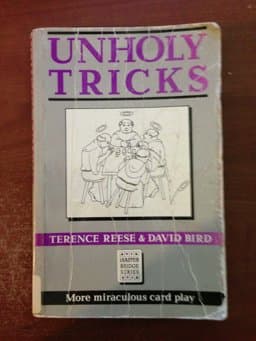 UNHOLY
TRICKS
TERENCE REESE & DAVID BIRD
MASTER
BRIDGE
SERIES
More miraculous card play